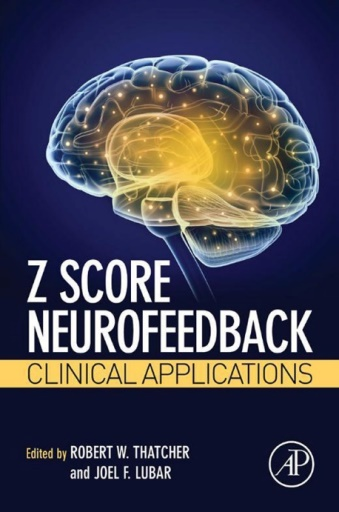 Z SCORE
NEUROFEEDBACK
CLINICAL APPLICATIONS
Edited by ROBERT W. THATCHER
and JOEL F. LUBAR
AP